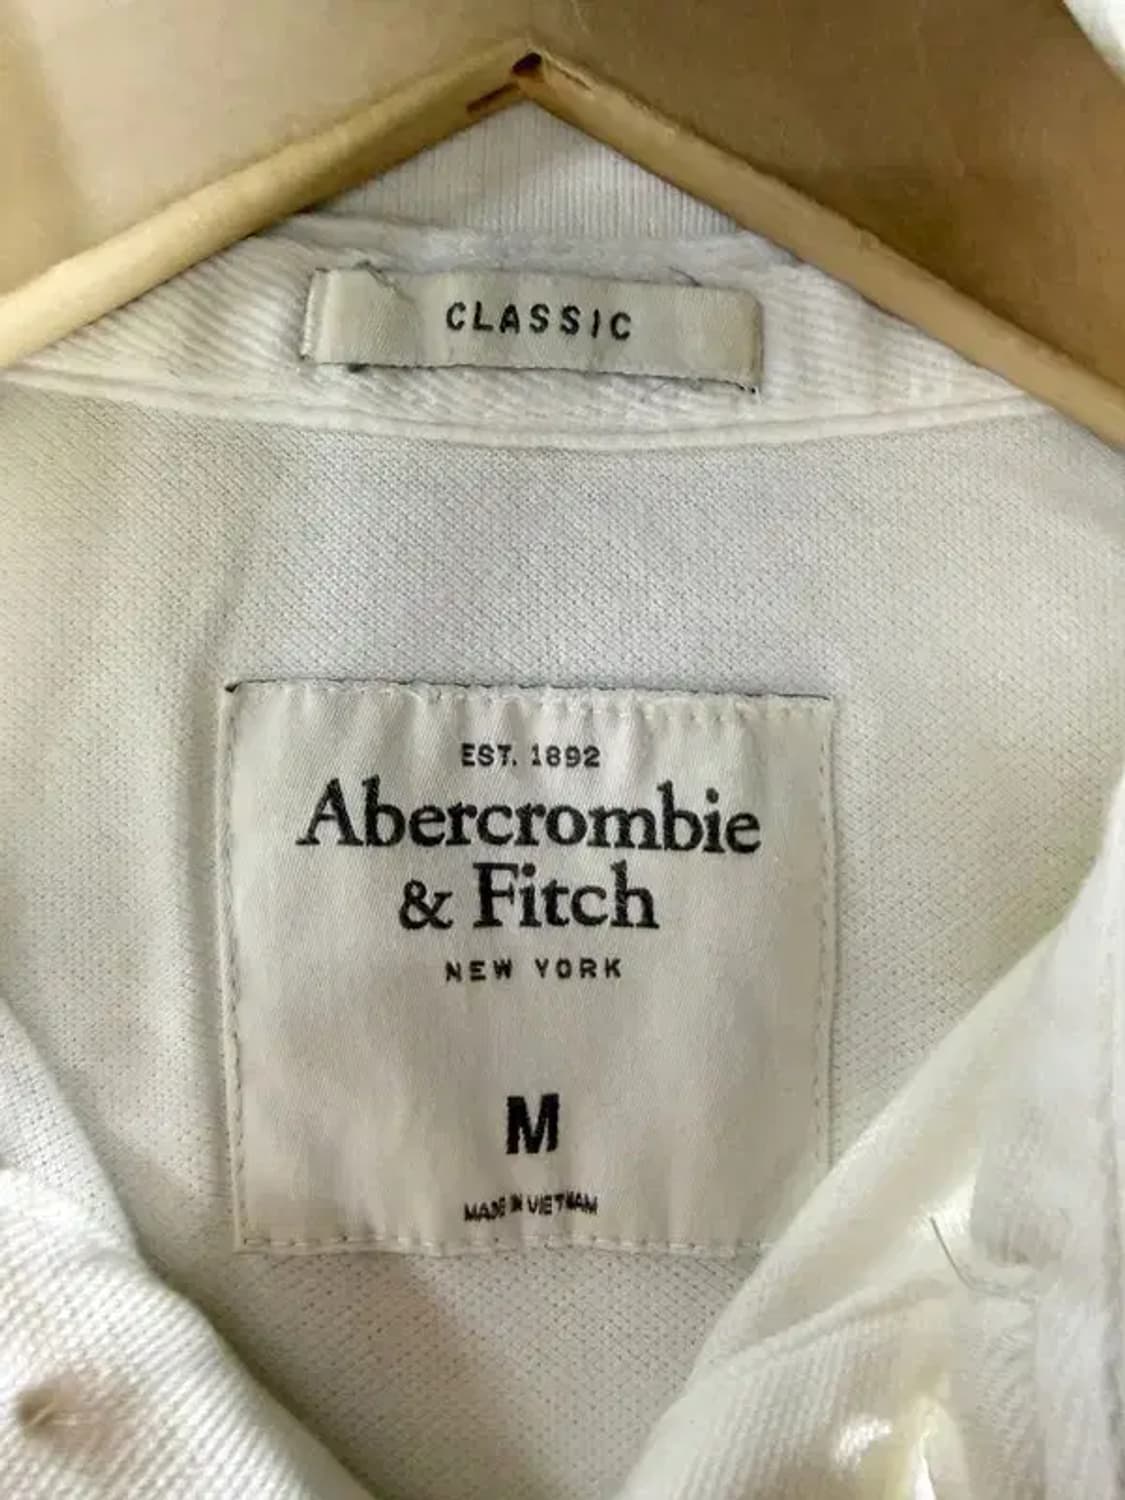 CLASSIC
EST. 1892
Abercrombie
& Fitch
NEW YORK
M
MADE IN VIETNAM